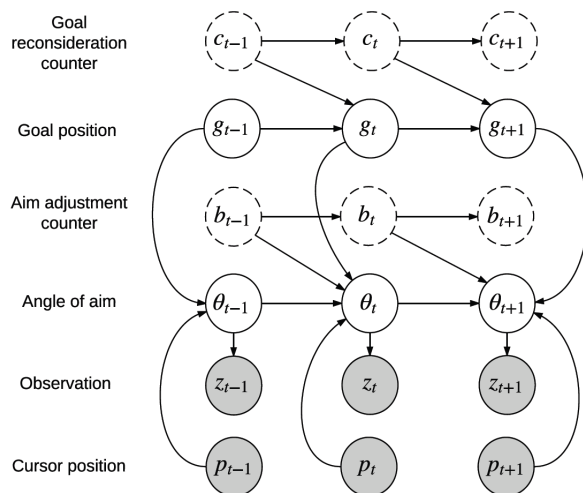 Goal
reconsideration
counter
c_{t−1} c_t c_{t+1}
Goal position
g_{t−1} g_t g_{t+1}
Aim adjustment
counter
b_{t−1} b_t b_{t+1}
Angle of aim
θ_{t−1} θ_t θ_{t+1}
Observation
z_{t−1} z_t z_{t+1}
Cursor position
p_{t−1} p_t p_{t+1}